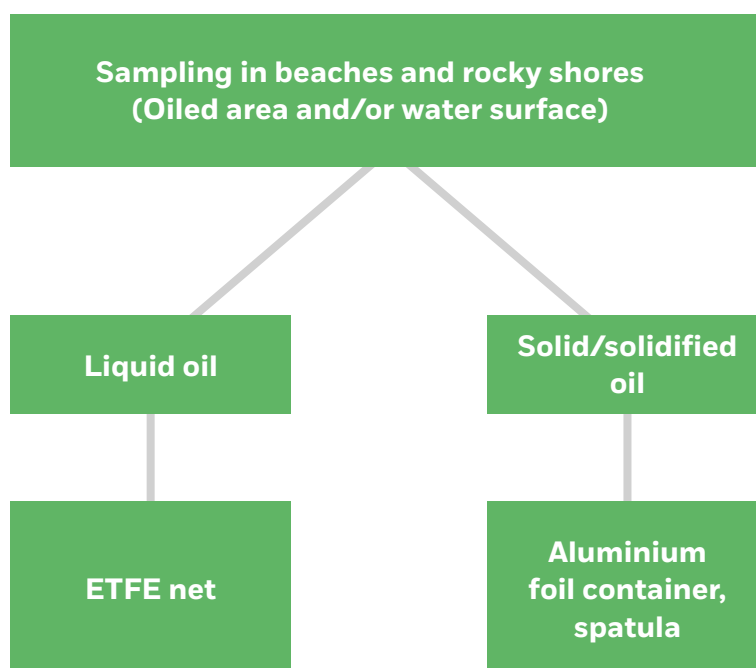 Sampling in beaches and rocky shores
(Oiled area and/or water surface)
Liquid oil
Solid/solidified
oil
ETFE net
Aluminium
foil container,
spatula